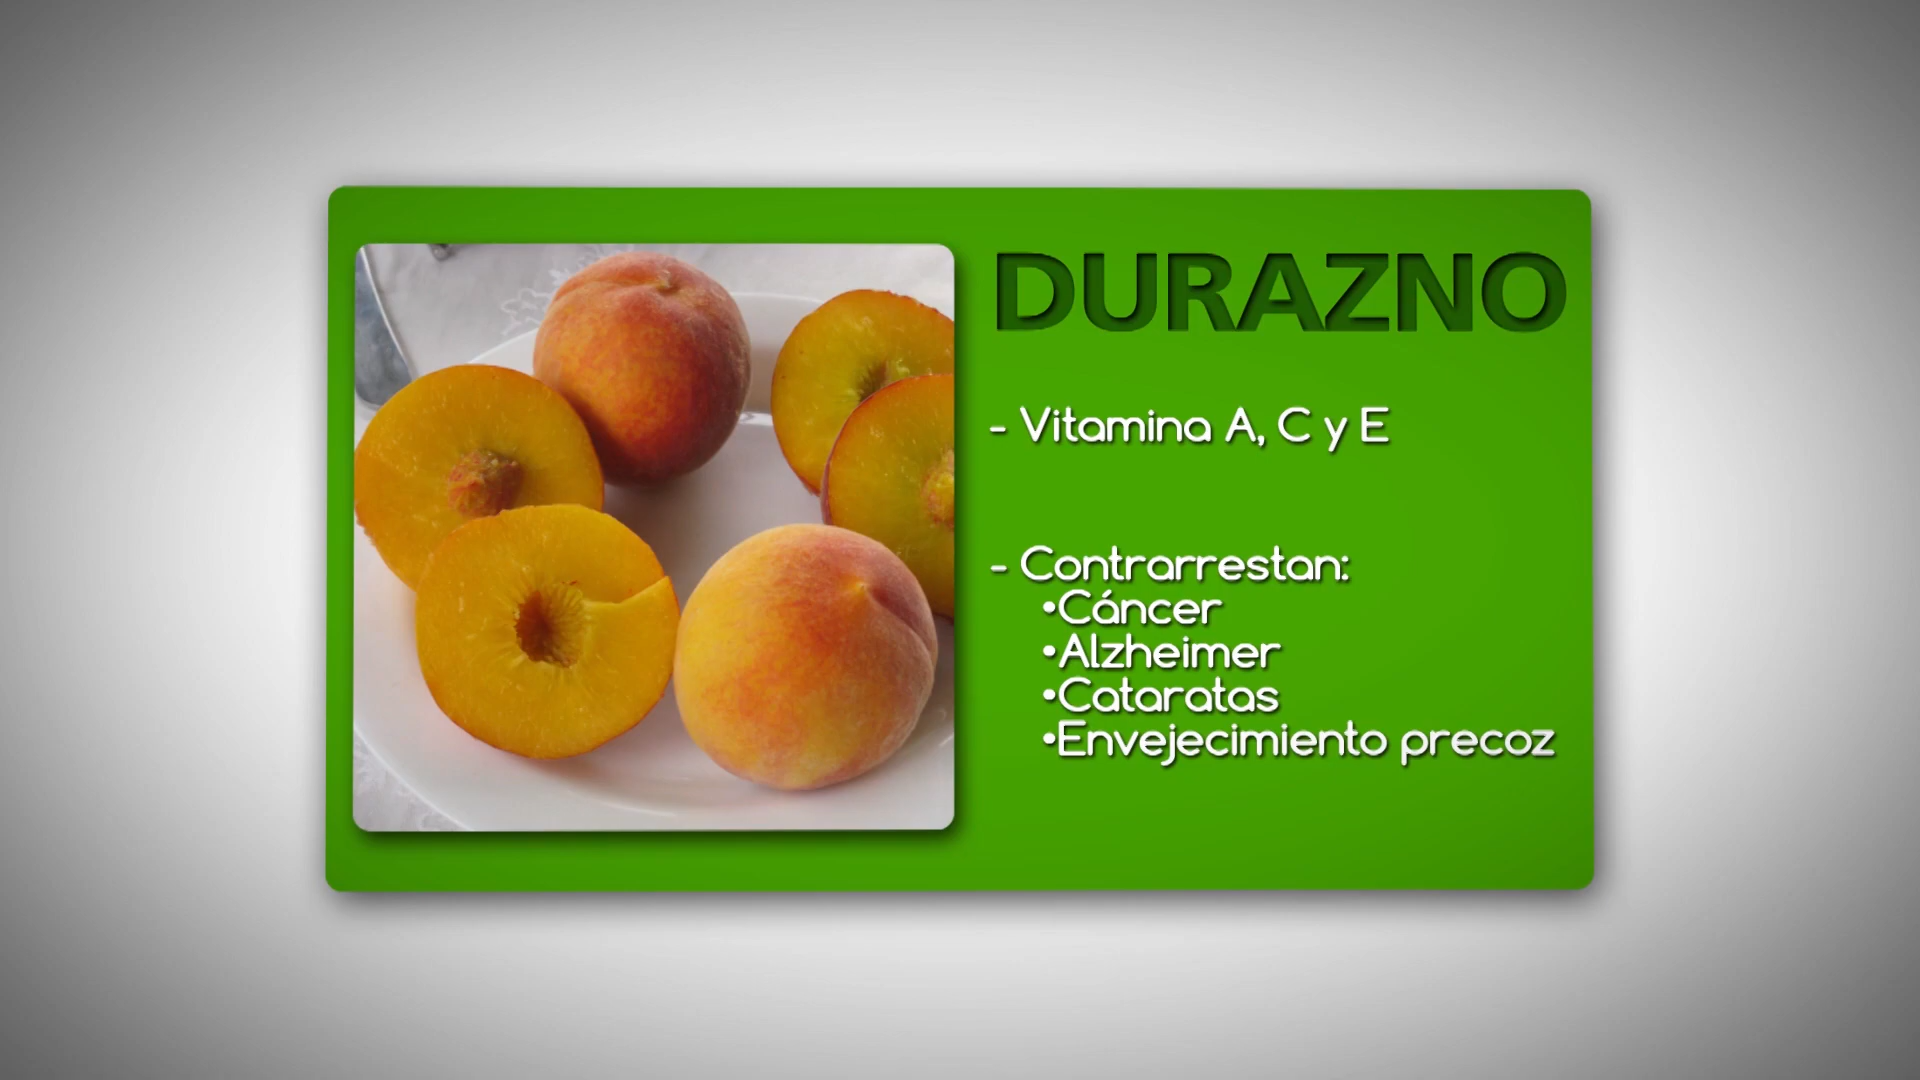 DURAZNO
- Vitamina A, C y E
- Contrarrestan:
•Cáncer
•Alzheimer
•Cataratas
•Envejecimiento precoz